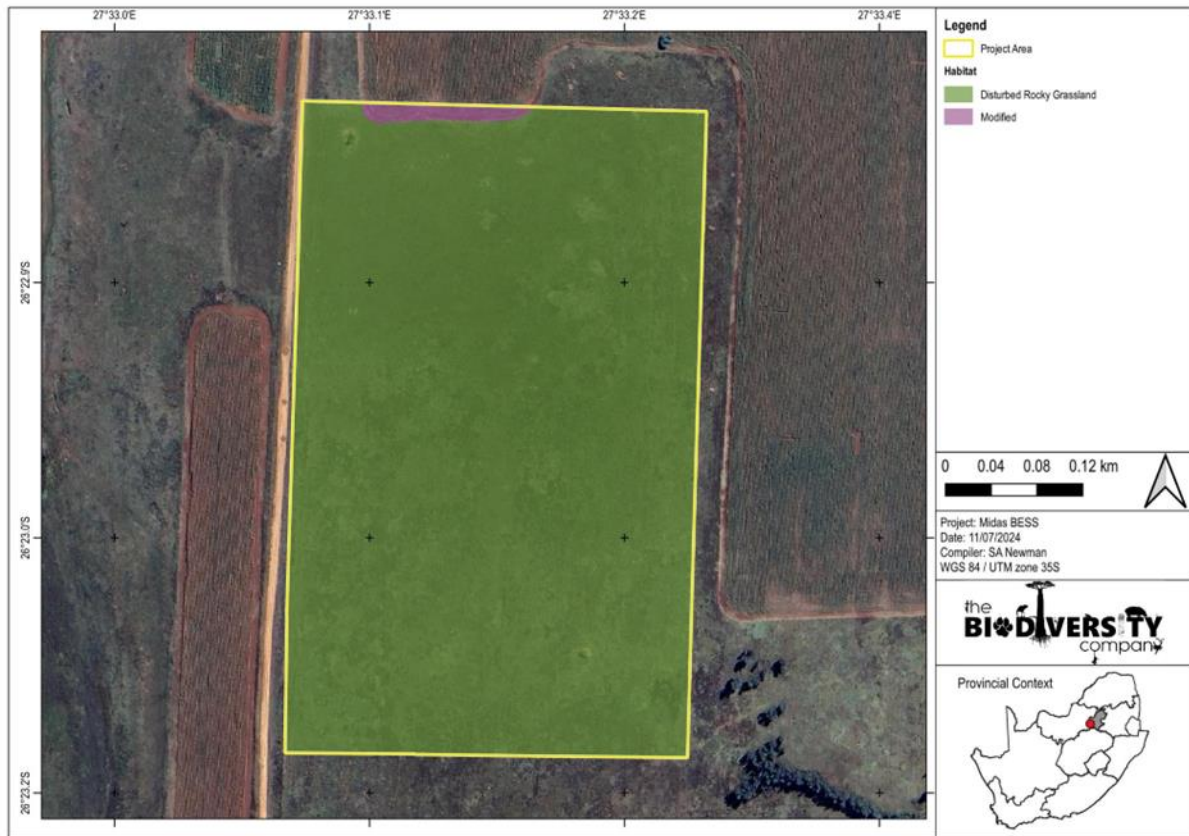 27°33.0'E 27°33.1'E 27°33.2'E 27°33.4'E
26°22.9'S
26°23.0'S
26°23.2'S
Legend
Project Area
Habitat
Disturbed Rocky Grassland
Modified
0 0.04 0.08 0.12 km
Project: Midas BESS
Date: 11/07/2024
Compiler: SA Newman
WGS 84 / UTM zone 35S
the
BIODIVERSITY
company
Provincial Context